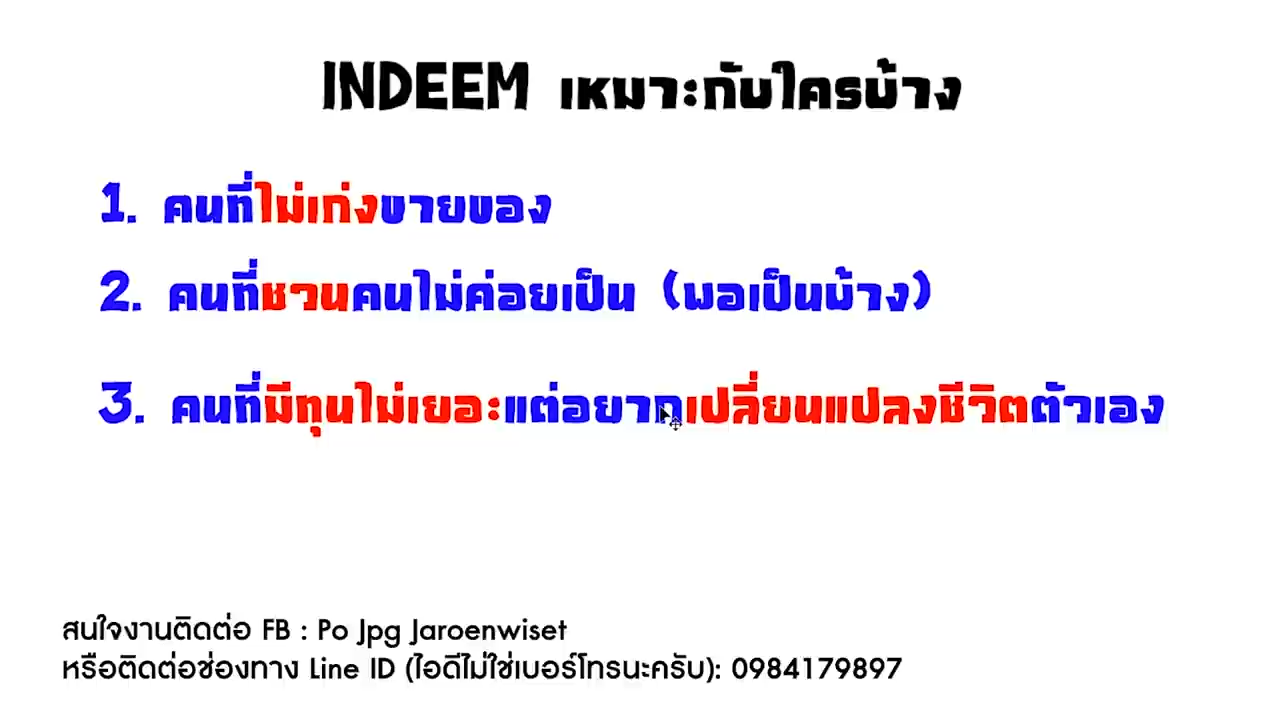 INDEEM เหมาะกับใครบ้าง
1. คนที่ไม่เก่งขายของ
2. คนที่ชวนคนไม่ค่อยเป็น (พอเป็นบ้าง)
3. คนที่มีทุนไม่เยอะแต่อยากเปลี่ยนแปลงชีวิตตัวเอง
สนใจงานติดต่อ FB : Po Jpg Jaroenwiset
หรือติดต่อช่องทาง Line ID (ไอดีไม่ใช่เบอร์โทรนะครับ): 0984179897